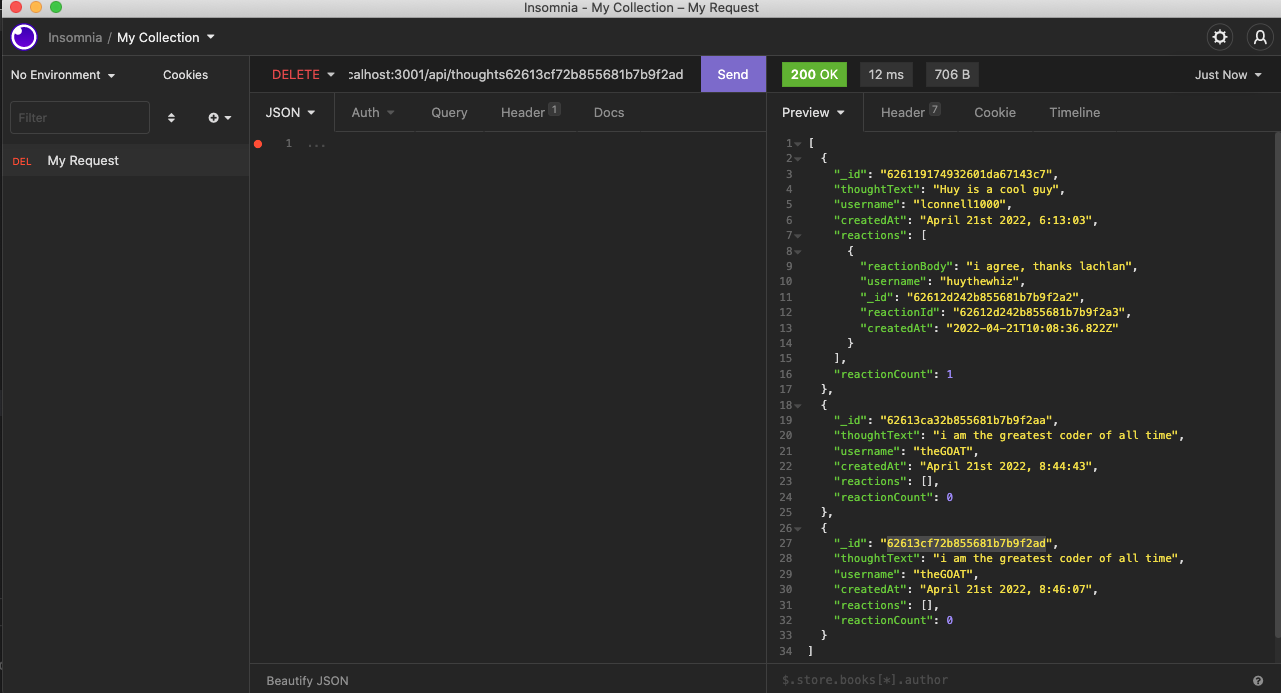 Insomnia - My Collection – My Request
Insomnia / My Collection
No Environment
Cookies
DELETE
:alhost:3001/api/thoughts62613cf72b855681b7b9f2ad
Send
200 OK
12 ms
706 B
Just Now
Filter
JSON
Auth
Query
Header 1
Docs
Preview
Header 7
Cookie
Timeline
DEL My Request
1 ...
1 [
2 {
3 "_id": "626119174932601da67143c7",
4 "thoughtText": "Huy is a cool guy",
5 "username": "lconnell1000",
6 "createdAt": "April 21st 2022, 6:13:03",
7 "reactions": [
8 {
9 "reactionBody": "i agree, thanks lachlan",
10 "username": "huythewhiz",
11 "_id": "62612d242b855681b7b9f2a2",
12 "reactionId": "62612d242b855681b7b9f2a3",
13 "createdAt": "2022-04-21T10:08:36.822Z"
14 }
15 ],
16 "reactionCount": 1
17 },
18 {
19 "_id": "62613ca32b855681b7b9f2aa",
20 "thoughtText": "i am the greatest coder of all time",
21 "username": "theGOAT",
22 "createdAt": "April 21st 2022, 8:44:43",
23 "reactions": [],
24 "reactionCount": 0
25 },
26 {
27 "_id": "62613cf72b855681b7b9f2ad",
28 "thoughtText": "i am the greatest coder of all time",
29 "username": "theGOAT",
30 "createdAt": "April 21st 2022, 8:46:07",
31 "reactions": [],
32 "reactionCount": 0
33 }
34 ]
Beautify JSON
$.store.books[*].author